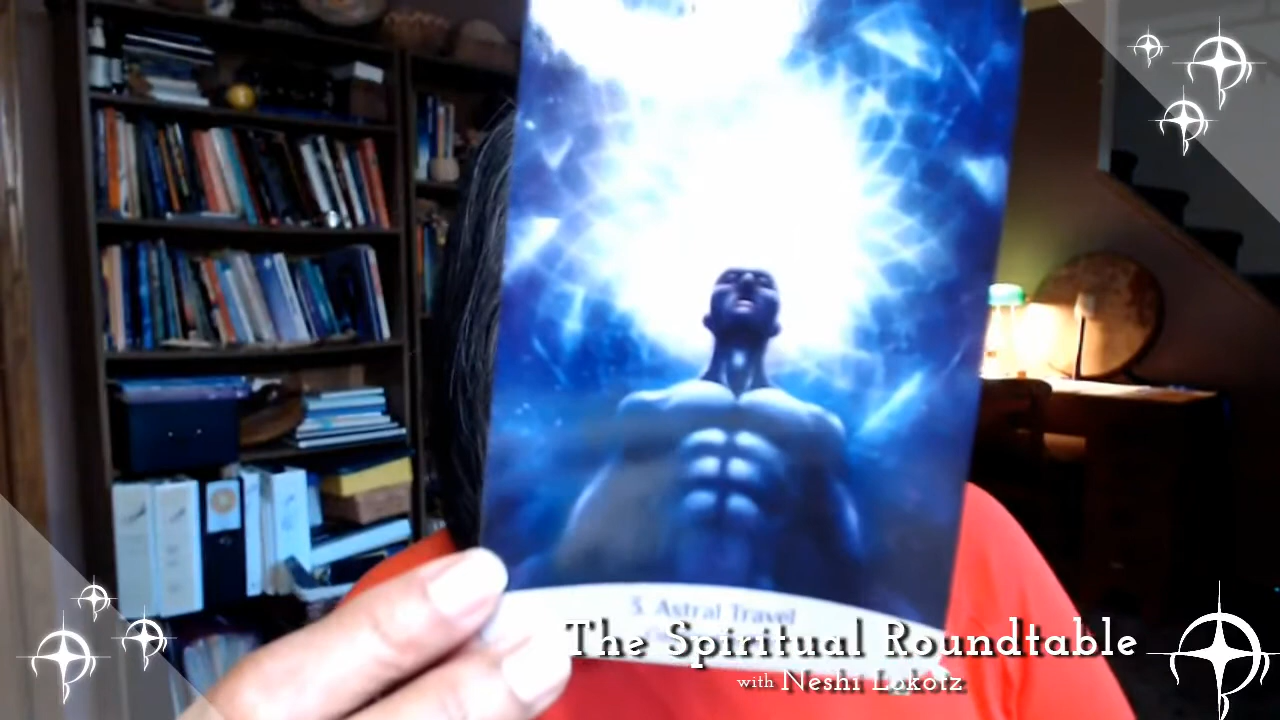 5. Astral Travel
The Spiritual Roundtable
with Neshi Lokotz